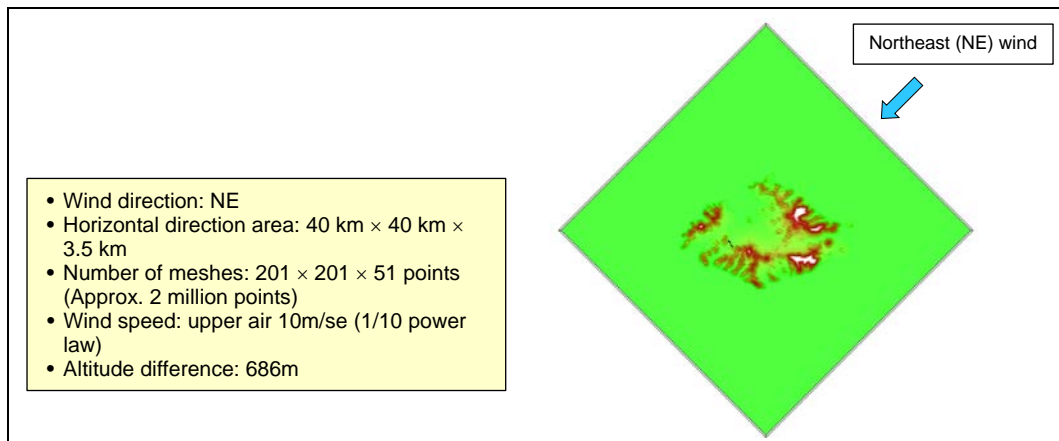 Northeast (NE) wind
• Wind direction: NE
• Horizontal direction area: 40 km × 40 km ×
3.5 km
• Number of meshes: 201 × 201 × 51 points
(Approx. 2 million points)
• Wind speed: upper air 10m/se (1/10 power
law)
• Altitude difference: 686m